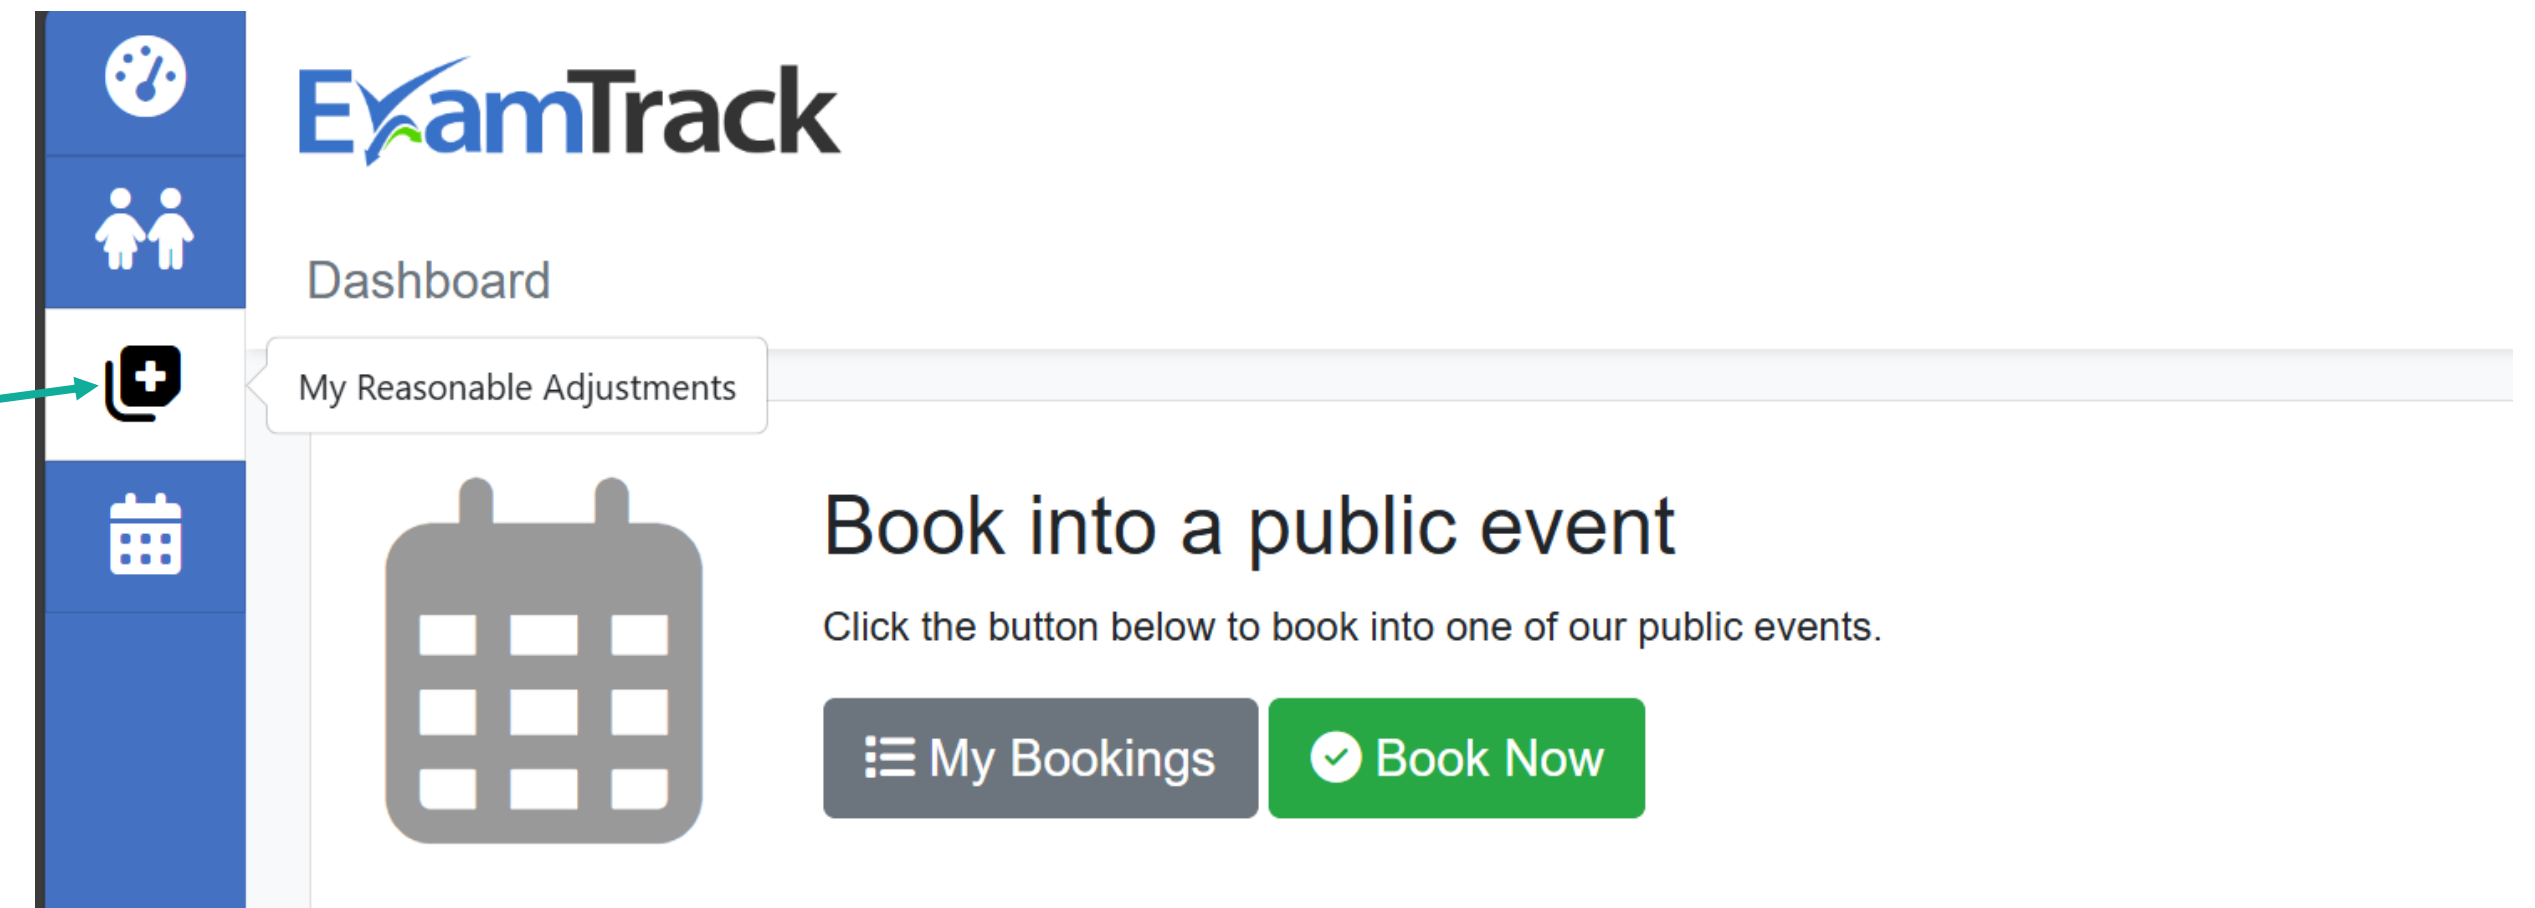 ExamTrack
Dashboard
My Reasonable Adjustments
Book into a public event
Click the button below to book into one of our public events.
My Bookings
Book Now